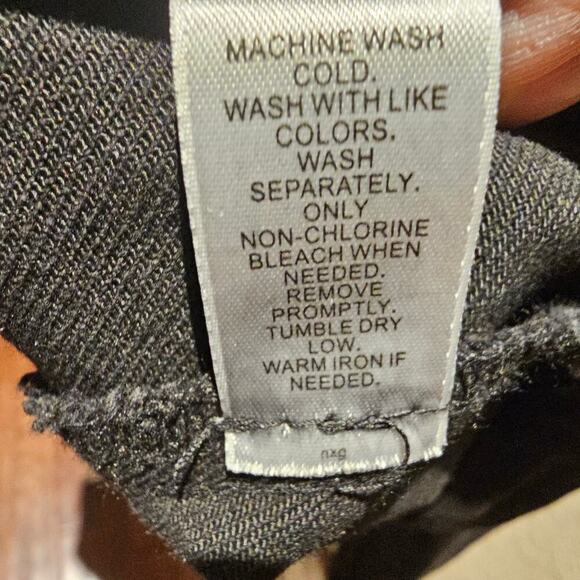 MACHINE WASH
COLD.
WASH WITH LIKE
COLORS.
WASH
SEPARATELY.
ONLY
NON-CHLORINE
BLEACH WHEN
NEEDED.
REMOVE
PROMPTLY.
TUMBLE DRY
LOW.
WARM IRON IF
NEEDED.
nxg